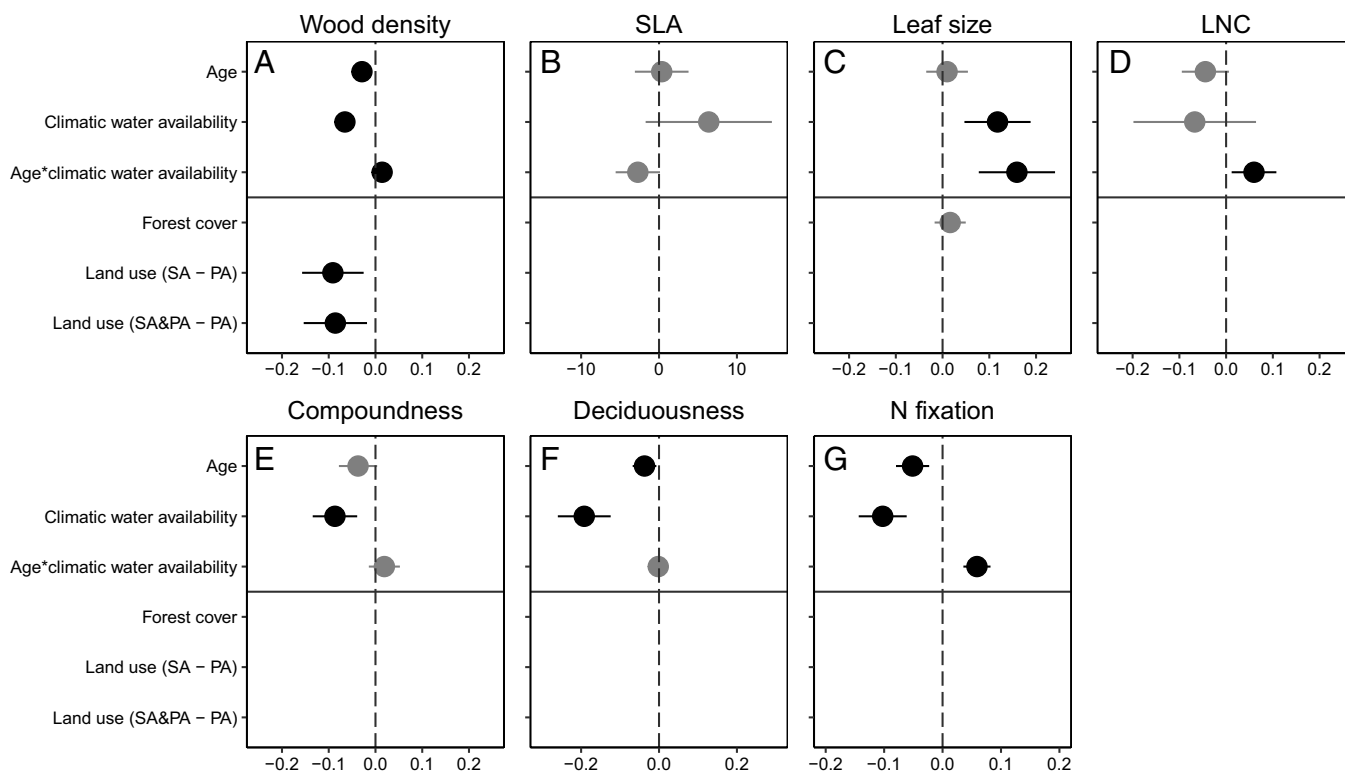 Wood density SLA Leaf size LNC
A B C D
Age
Climatic water availability
Age*climatic water availability
Forest cover
Land use (SA − PA)
Land use (SA&PA − PA)
−0.2 −0.1 0.0 0.1 0.2 −10 0 10 −0.2 −0.1 0.0 0.1 0.2 −0.2 −0.1 0.0 0.1 0.2
Compoundness Deciduousness N fixation
E F G
Age
Climatic water availability
Age*climatic water availability
Forest cover
Land use (SA − PA)
Land use (SA&PA − PA)
−0.2 −0.1 0.0 0.1 0.2 −0.2 0.0 0.2 −0.2 −0.1 0.0 0.1 0.2